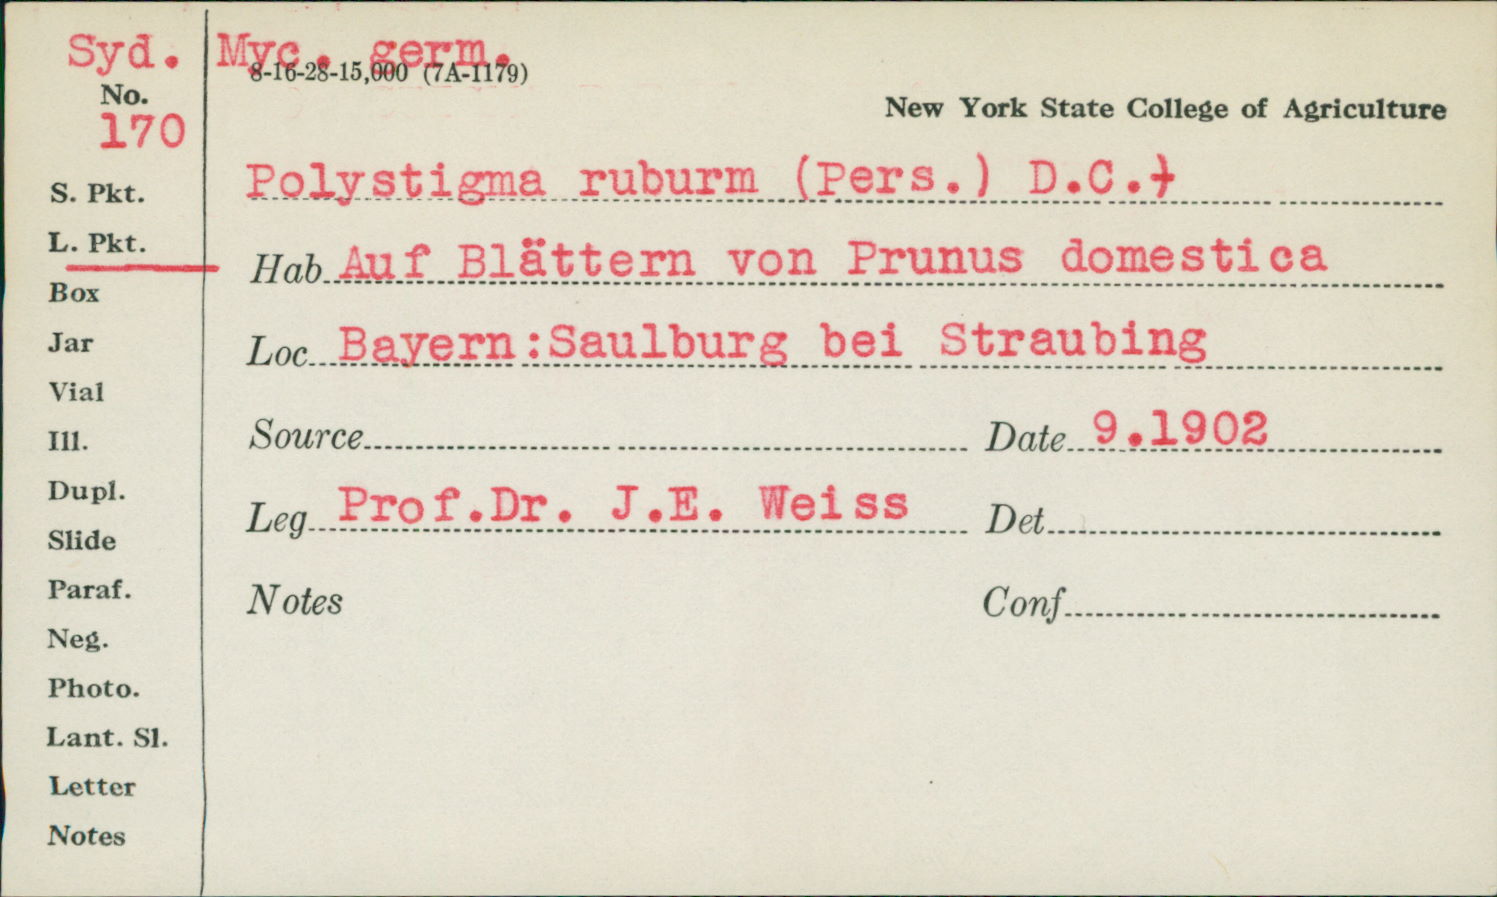 Syd. Myc. germ.
8-16-28-15,000 (7A-1179)
No.
170
New York State College of Agriculture
S. Pkt.
Polystigma ruburm (Pers.) D.C.
L. Pkt.
Hab Auf Blättern von Prunus domestica
Box
Jar
Loc Bayern:Saulburg bei Straubing
Vial
Ill.
Source Date 9.1902
Dupl.
Leg Prof.Dr. J.E. Weiss Det
Slide
Paraf.
Notes Conf
Neg.
Photo.
Lant. Sl.
Letter
Notes